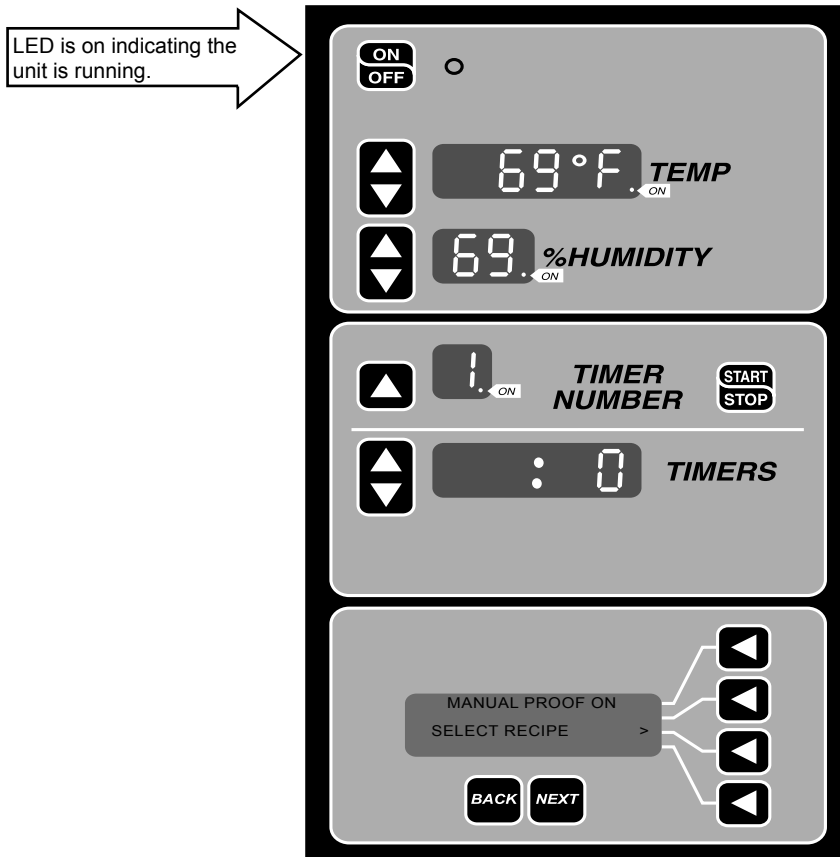 LED is on indicating the
unit is running.
ON
OFF
69°F.
ON
TEMP
69.
ON
%HUMIDITY
1.
ON
TIMER
NUMBER
START
STOP
: 0
TIMERS
MANUAL PROOF ON
SELECT RECIPE >
BACK
NEXT